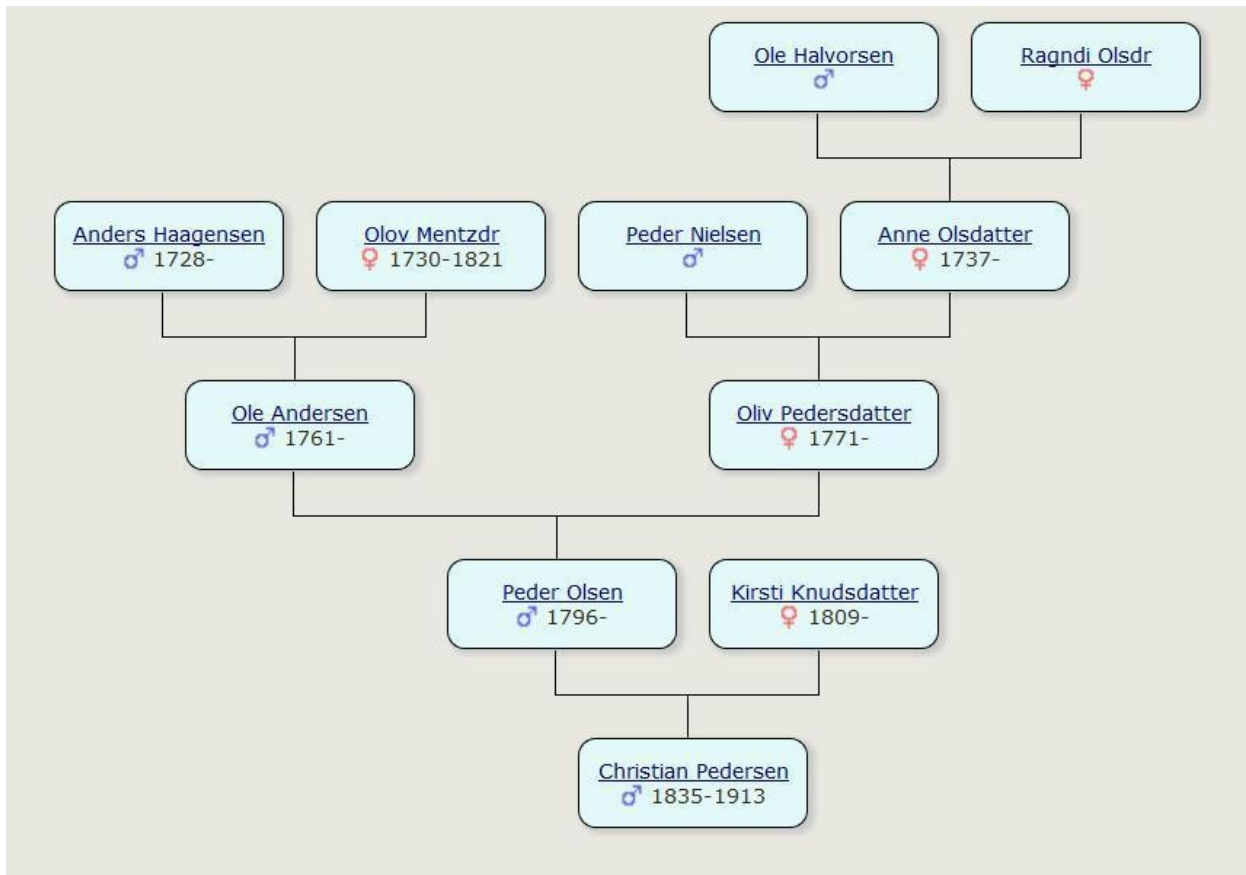 Ole Halvorsen
♂
Ragndi Olsdr
♀
Anders Haagensen
♂ 1728-
Olov Mentzdr
♀ 1730-1821
Peder Nielsen
♂
Anne Olsdatter
♀ 1737-
Ole Andersen
♂ 1761-
Oliv Pedersdatter
♀ 1771-
Peder Olsen
♂ 1796-
Kirsti Knudsdatter
♀ 1809-
Christian Pedersen
♂ 1835-1913